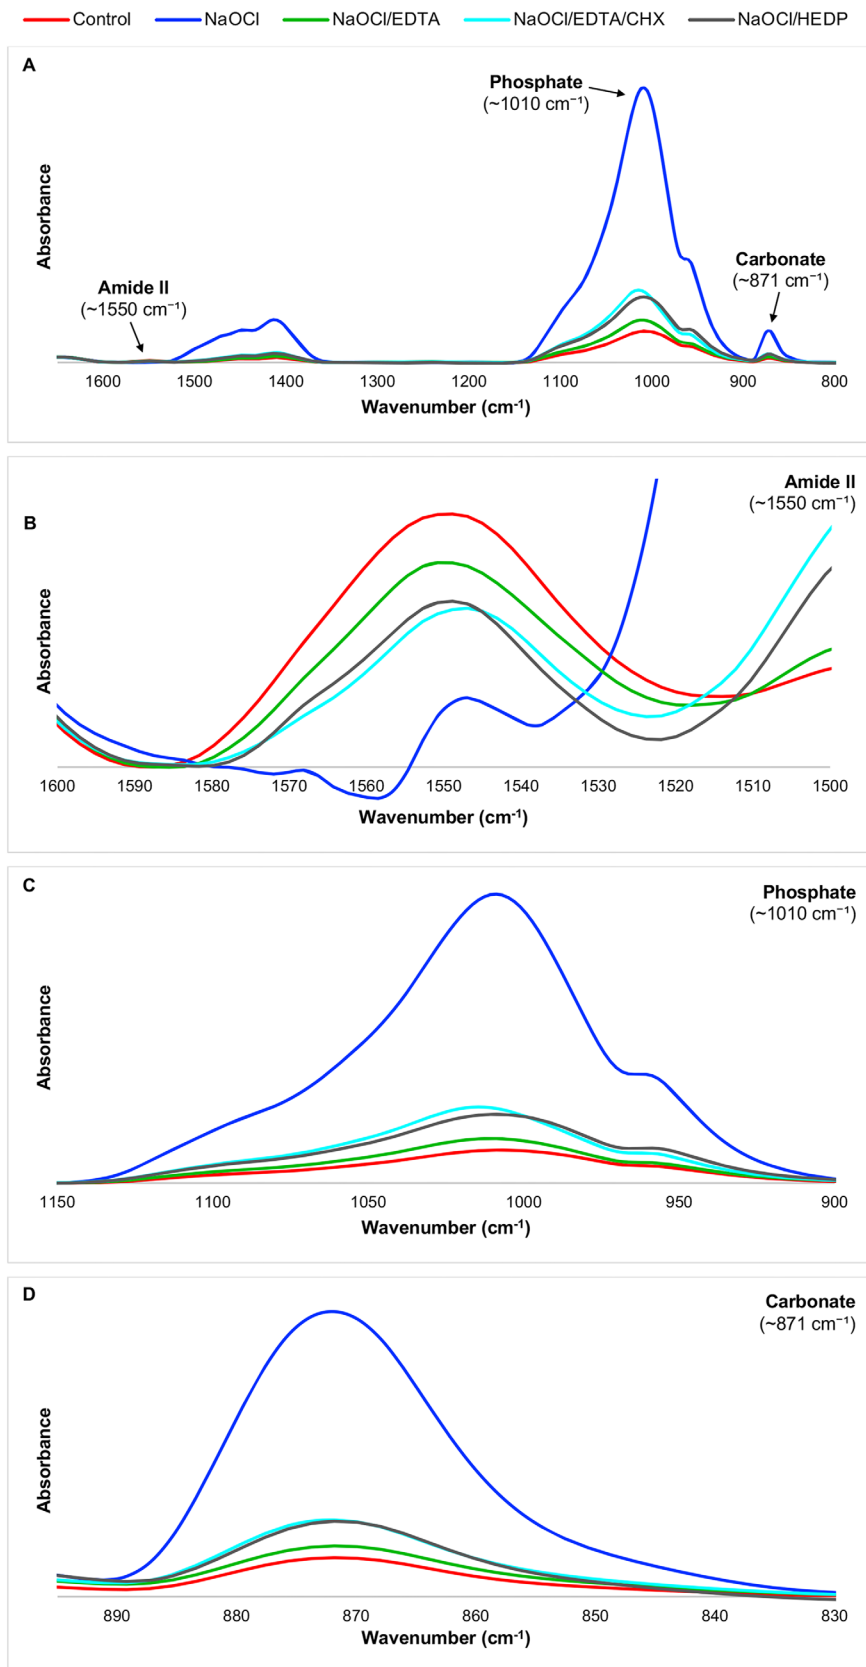 Control NaOCl NaOCl/EDTA NaOCl/EDTA/CHX NaOCl/HEDP
A
Phosphate
(~1010 cm⁻¹)
Carbonate
(~871 cm⁻¹)
Amide II
(~1550 cm⁻¹)
Absorbance
1600 1500 1400 1300 1200 1100 1000 900 800
Wavenumber (cm⁻¹)
B
Amide II
(~1550 cm⁻¹)
Absorbance
1600 1590 1580 1570 1560 1550 1540 1530 1520 1510 1500
Wavenumber (cm⁻¹)
C
Phosphate
(~1010 cm⁻¹)
Absorbance
1150 1100 1050 1000 950 900
Wavenumber (cm⁻¹)
D
Carbonate
(~871 cm⁻¹)
Absorbance
890 880 870 860 850 840 830
Wavenumber (cm⁻¹)